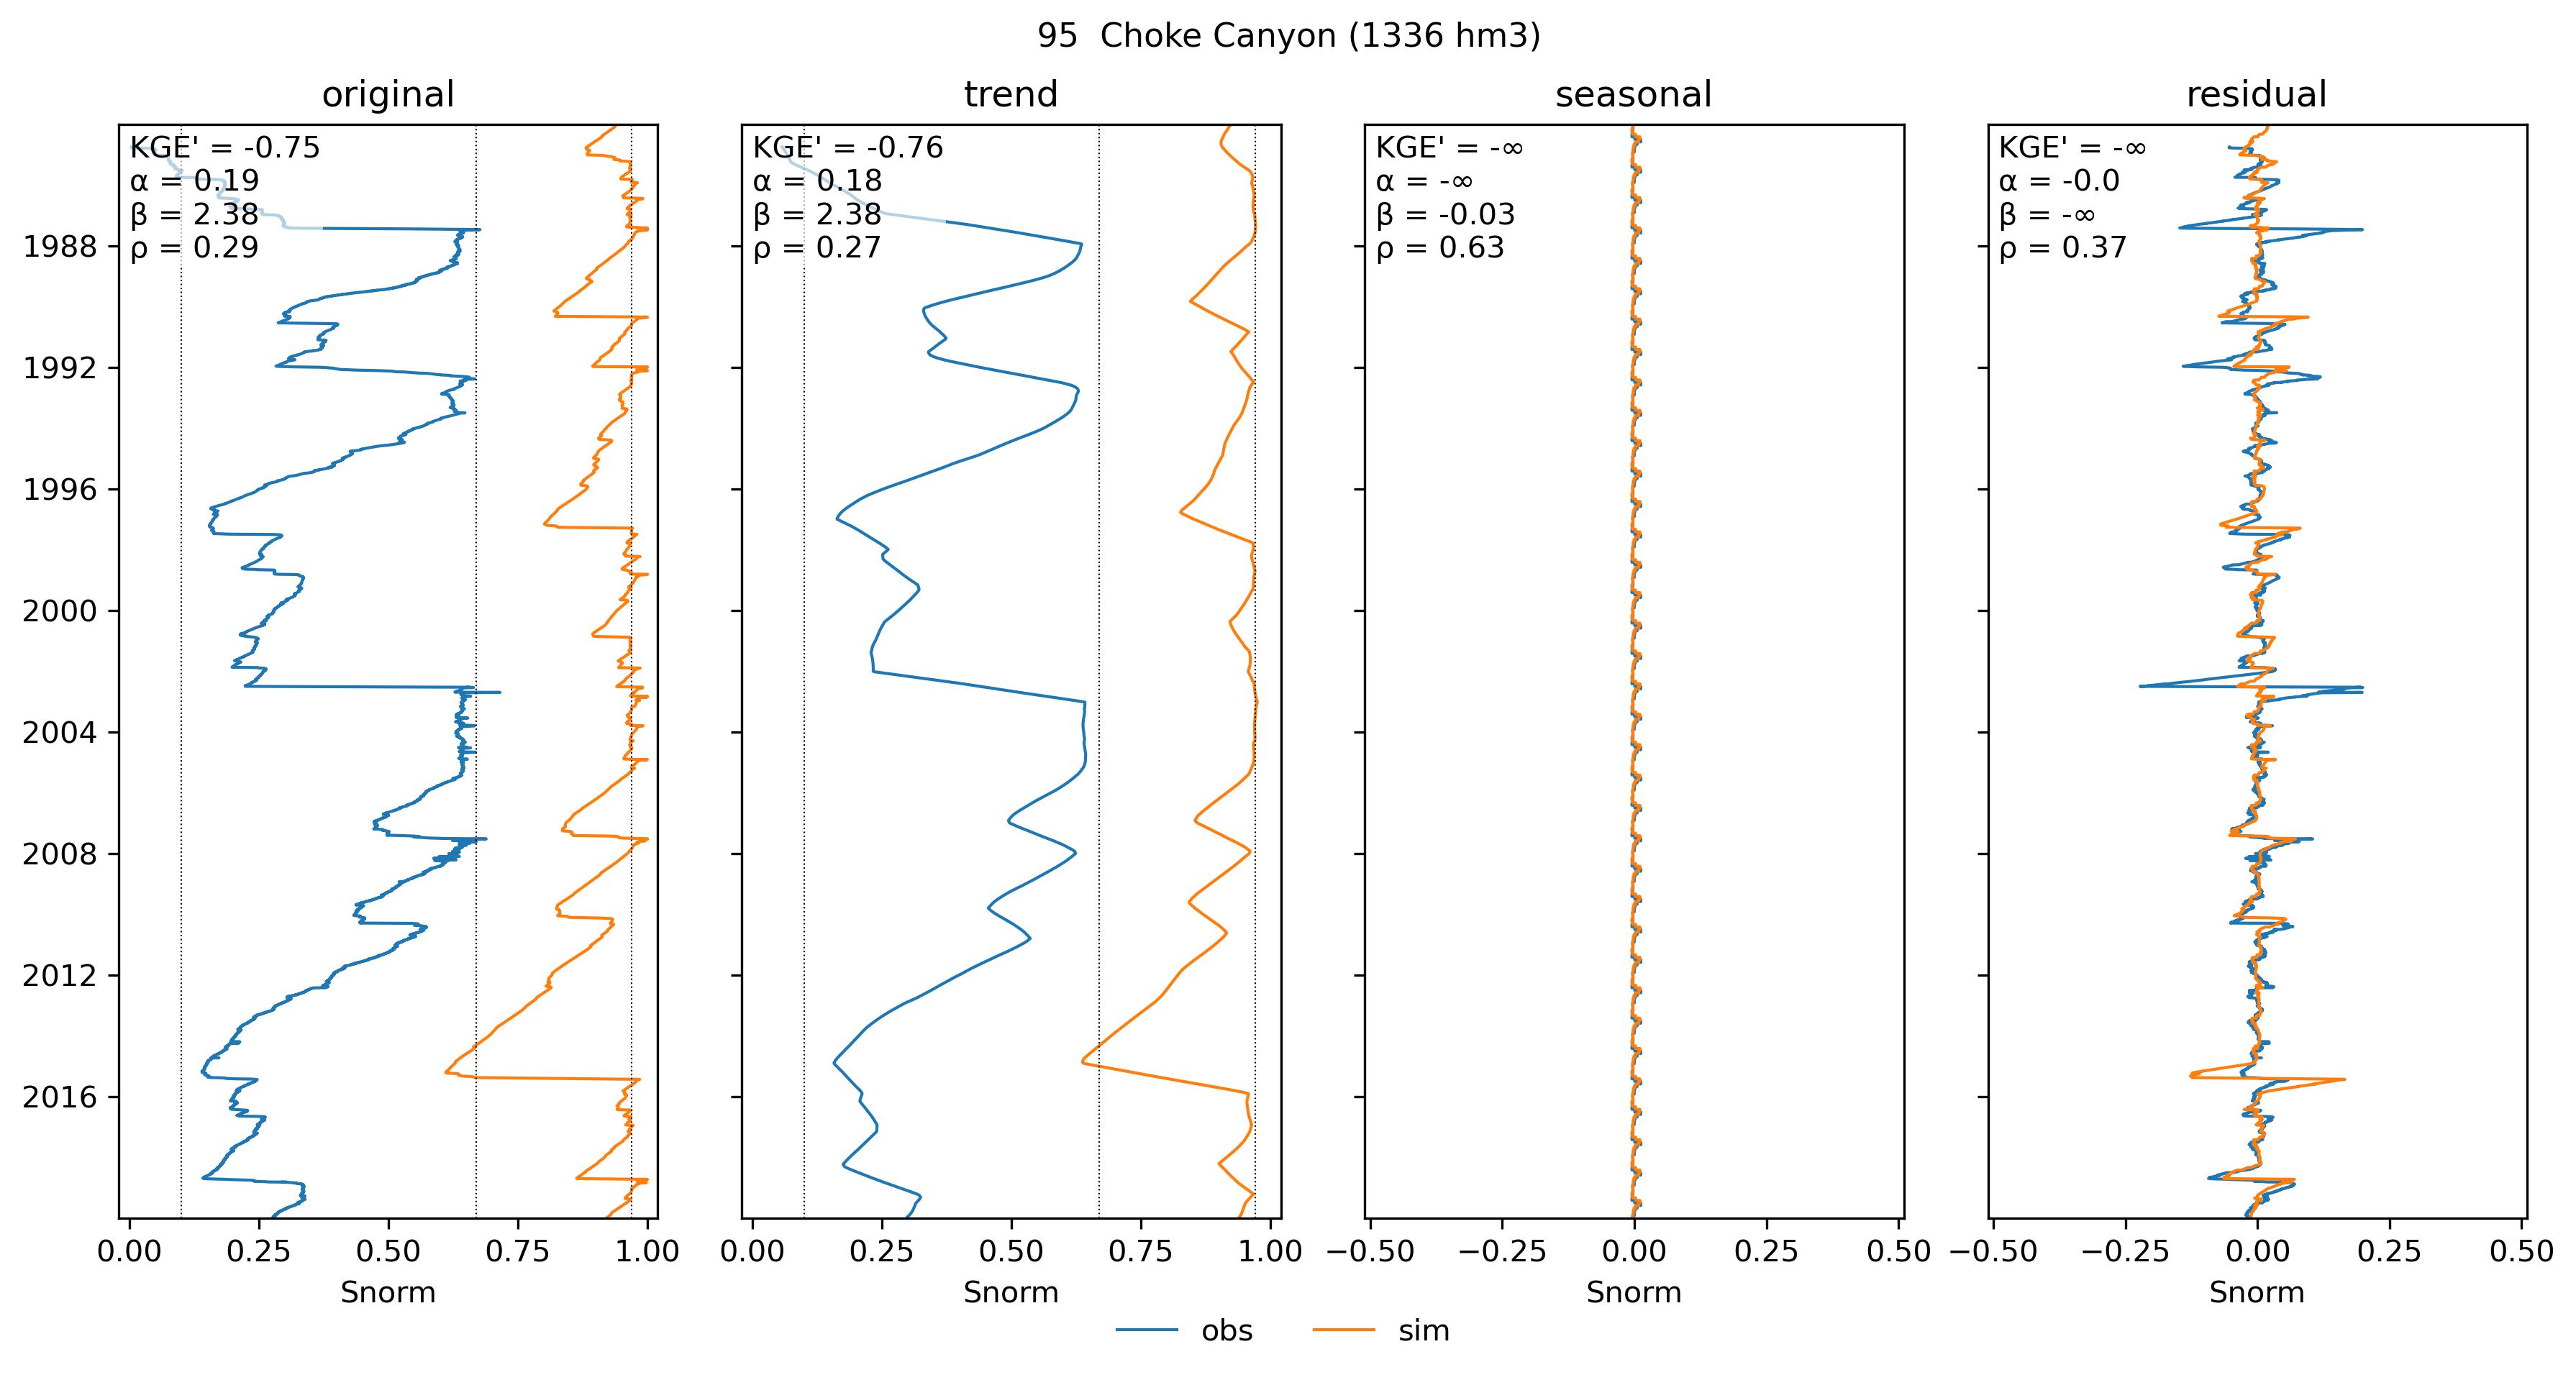 95  Choke Canyon (1336 hm3)
original
trend
seasonal
residual
KGE' = -0.75
α = 0.19
β = 2.38
ρ = 0.29
KGE' = -0.76
α = 0.18
β = 2.38
ρ = 0.27
KGE' = -∞
α = -∞
β = -0.03
ρ = 0.63
KGE' = -∞
α = -0.0
β = -∞
ρ = 0.37
1988
1992
1996
2000
2004
2008
2012
2016
0.00 0.25 0.50 0.75 1.00
0.00 0.25 0.50 0.75 1.00
−0.50 −0.25 0.00 0.25 0.50
−0.50 −0.25 0.00 0.25 0.50
Snorm
Snorm
Snorm
Snorm
obs
sim